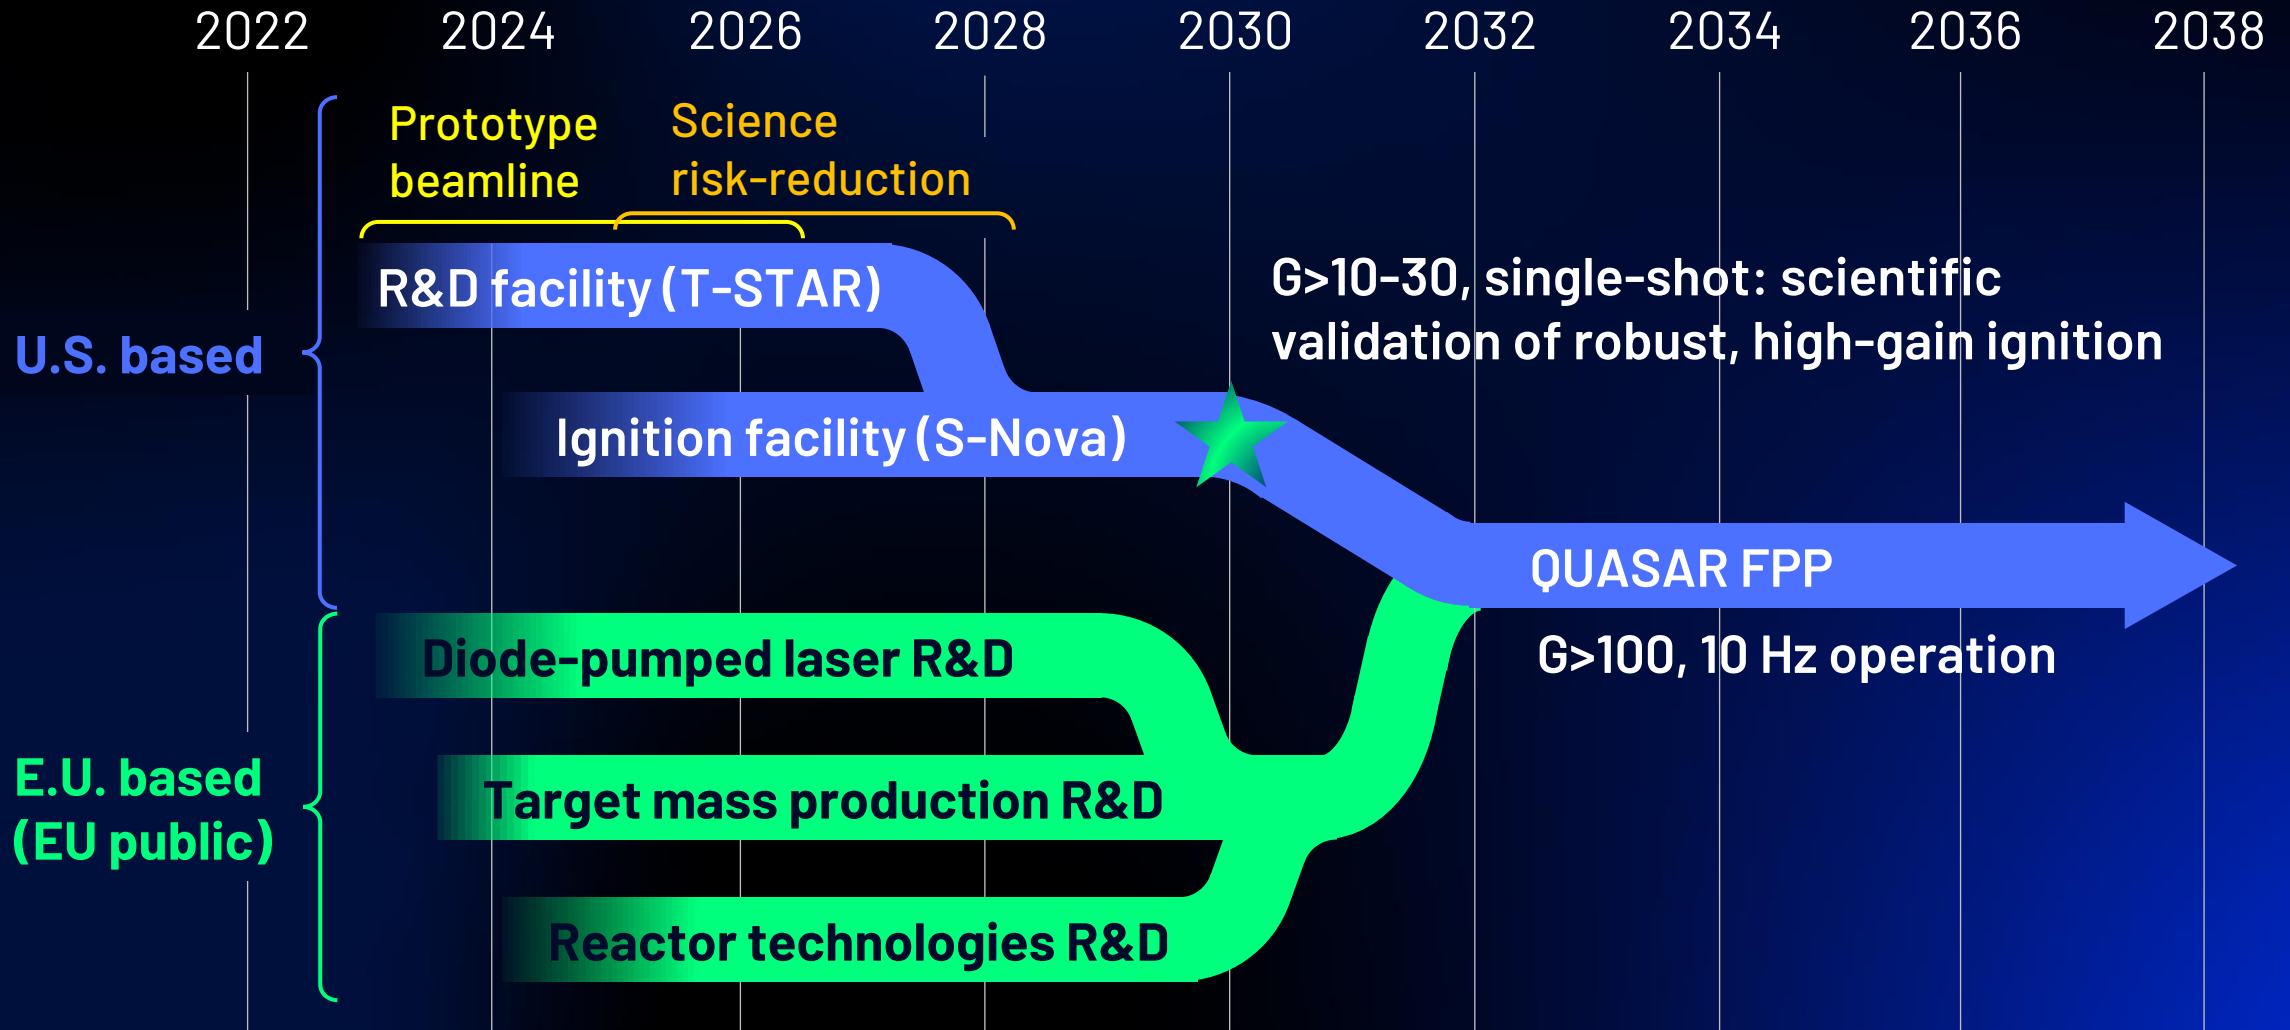 2022 2024 2026 2028 2030 2032 2034 2036 2038
Prototype
beamline
Science
risk-reduction
R&D facility (T-STAR)
G>10-30, single-shot: scientific
validation of robust, high-gain ignition
U.S. based
Ignition facility (S-Nova)
QUASAR FPP
G>100, 10 Hz operation
Diode-pumped laser R&D
E.U. based
(EU public)
Target mass production R&D
Reactor technologies R&D